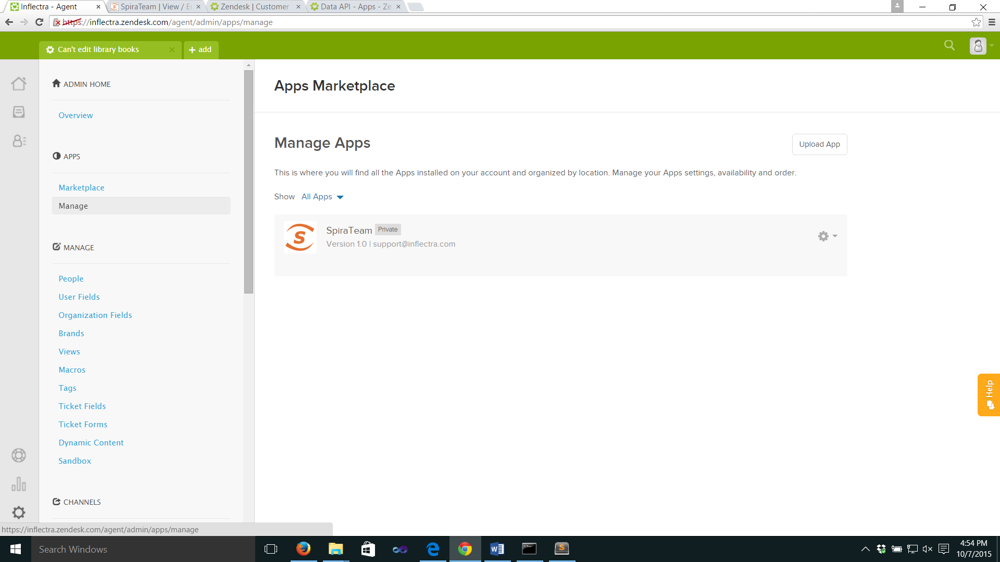 Inflectra - Agent
SpiraTeam | View / Ed
Zendesk | Customer
Data API - Apps - Ze
https://inflectra.zendesk.com/agent/admin/apps/manage
Can't edit library books
+ add
ADMIN HOME
Overview
APPS
Marketplace
Manage
MANAGE
People
User Fields
Organization Fields
Brands
Views
Macros
Tags
Ticket Fields
Ticket Forms
Dynamic Content
Sandbox
CHANNELS
Apps Marketplace
Manage Apps
Upload App
This is where you will find all the Apps installed on your account and organized by location. Manage your Apps settings, availability and order.
Show All Apps
S
SpiraTeam Private
Version 1.0 | support@inflectra.com
Help
https://inflectra.zendesk.com/agent/admin/apps/manage
Search Windows
4:54 PM
10/7/2015